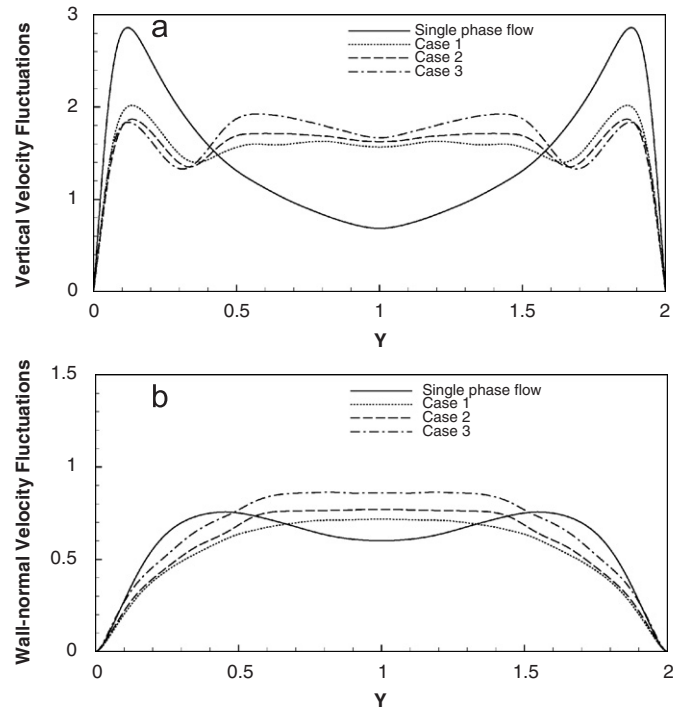 a
Single phase flow
Case 1
Case 2
Case 3
Vertical Velocity Fluctuations
3
2
1
0
0
0.5
1
1.5
2
Y
b
Single phase flow
Case 1
Case 2
Case 3
Wall-normal Velocity Fluctuations
1.5
1
0.5
0
0
0.5
1
1.5
2
Y